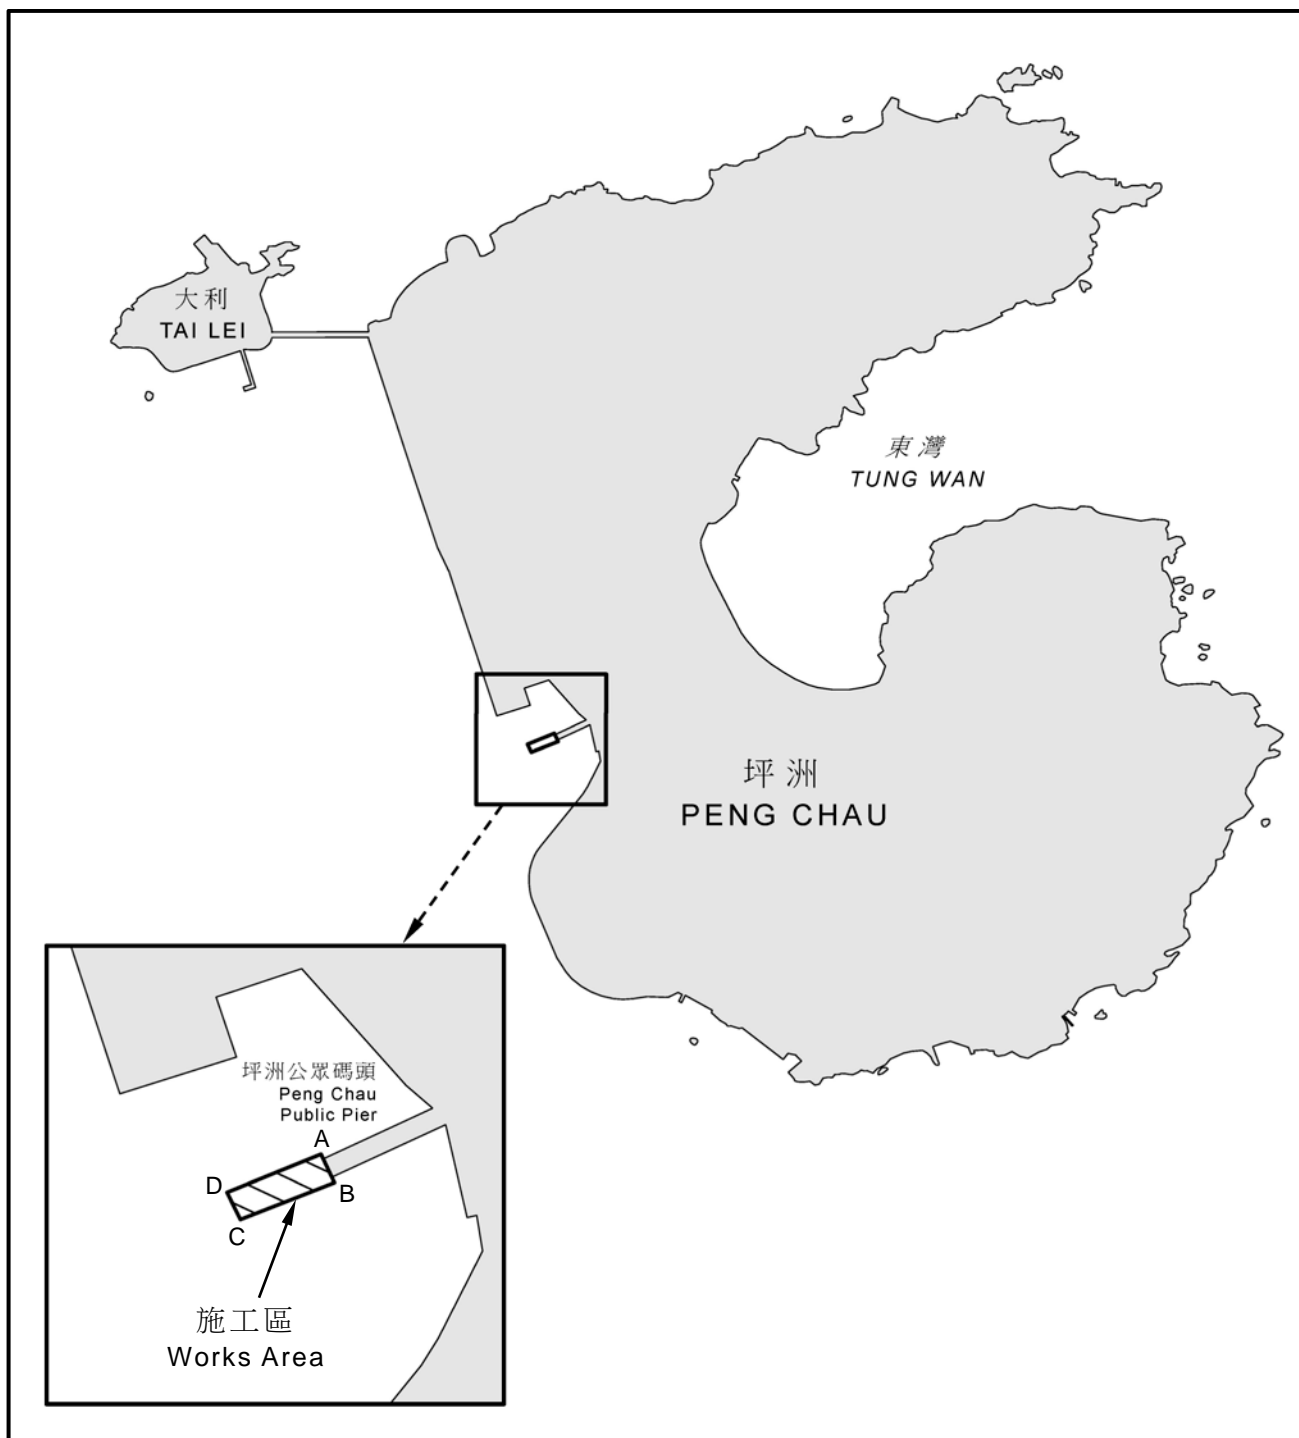 大利
TAI LEI
東灣
TUNG WAN
坪洲
PENG CHAU
坪洲公眾碼頭
Peng Chau
Public Pier
A
B
C
D
施工區
Works Area